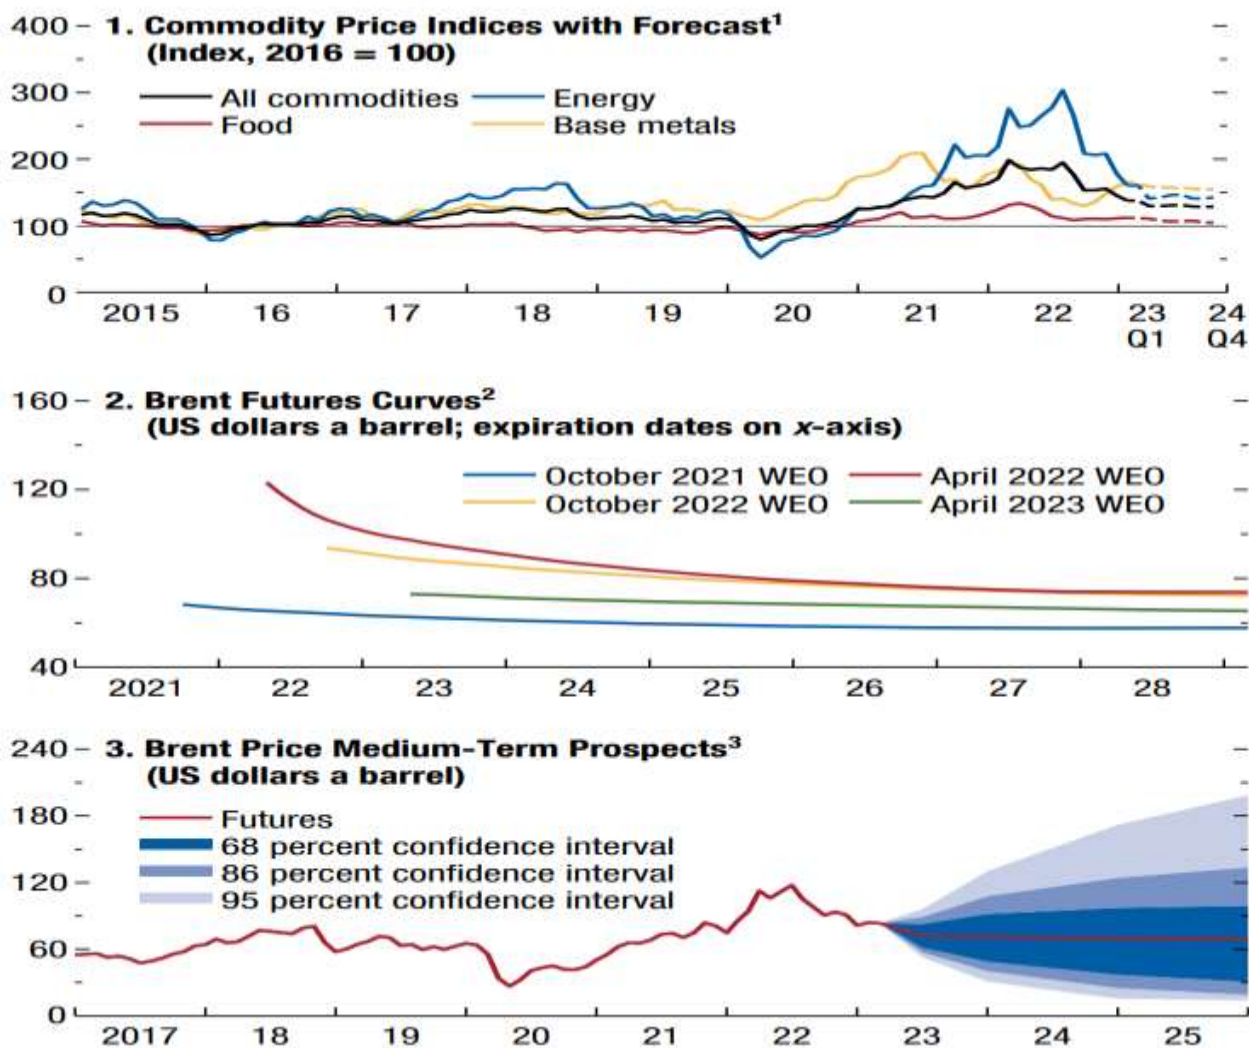 1. Commodity Price Indices with Forecast¹
(Index, 2016 = 100)
All commodities Energy
Food Base metals
400
300
200
100
0
2015 16 17 18 19 20 21 22 23 24
Q1 Q4
2. Brent Futures Curves²
(US dollars a barrel; expiration dates on x-axis)
October 2021 WEO April 2022 WEO
October 2022 WEO April 2023 WEO
160
120
80
40
2021 22 23 24 25 26 27 28
3. Brent Price Medium-Term Prospects³
(US dollars a barrel)
Futures
68 percent confidence interval
86 percent confidence interval
95 percent confidence interval
240
180
120
60
0
2017 18 19 20 21 22 23 24 25